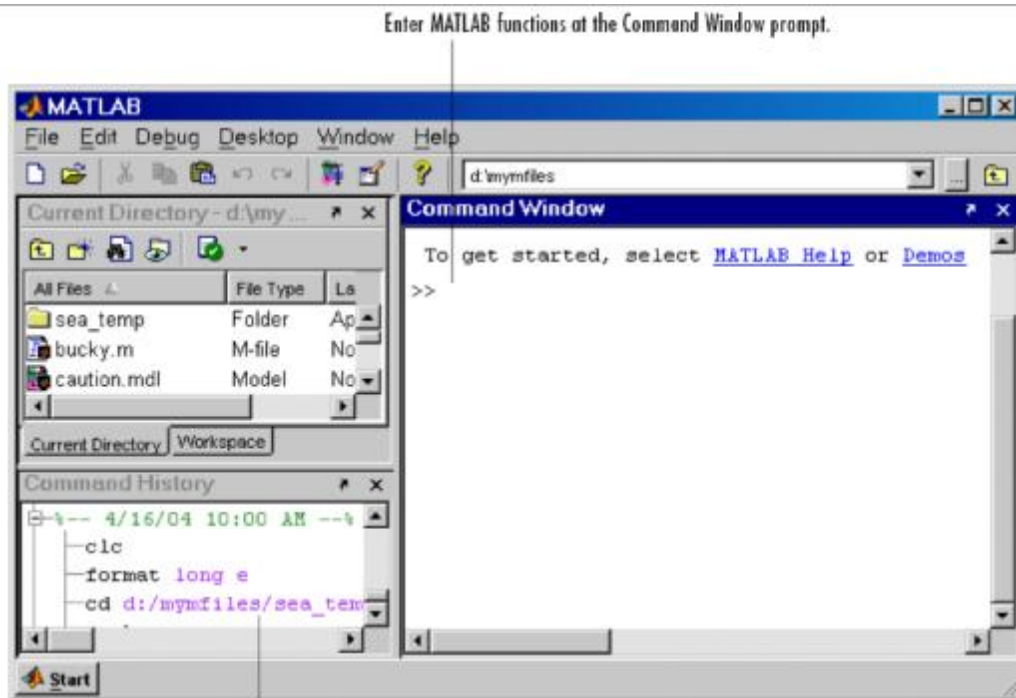 Enter MATLAB functions at the Command Window prompt.
MATLAB
File Edit Debug Desktop Window Help
d:\mymfiles
...
Current Directory - d:\my ...
All Files File Type La
sea_temp Folder Ap
bucky.m M-file No
caution.mdl Model No
Current Directory Workspace
Command History
%-- 4/16/04 10:00 AM --%
clc
format long e
cd d:/mymfiles/sea_tem
Command Window
To get started, select MATLAB Help or Demos
>>
Start